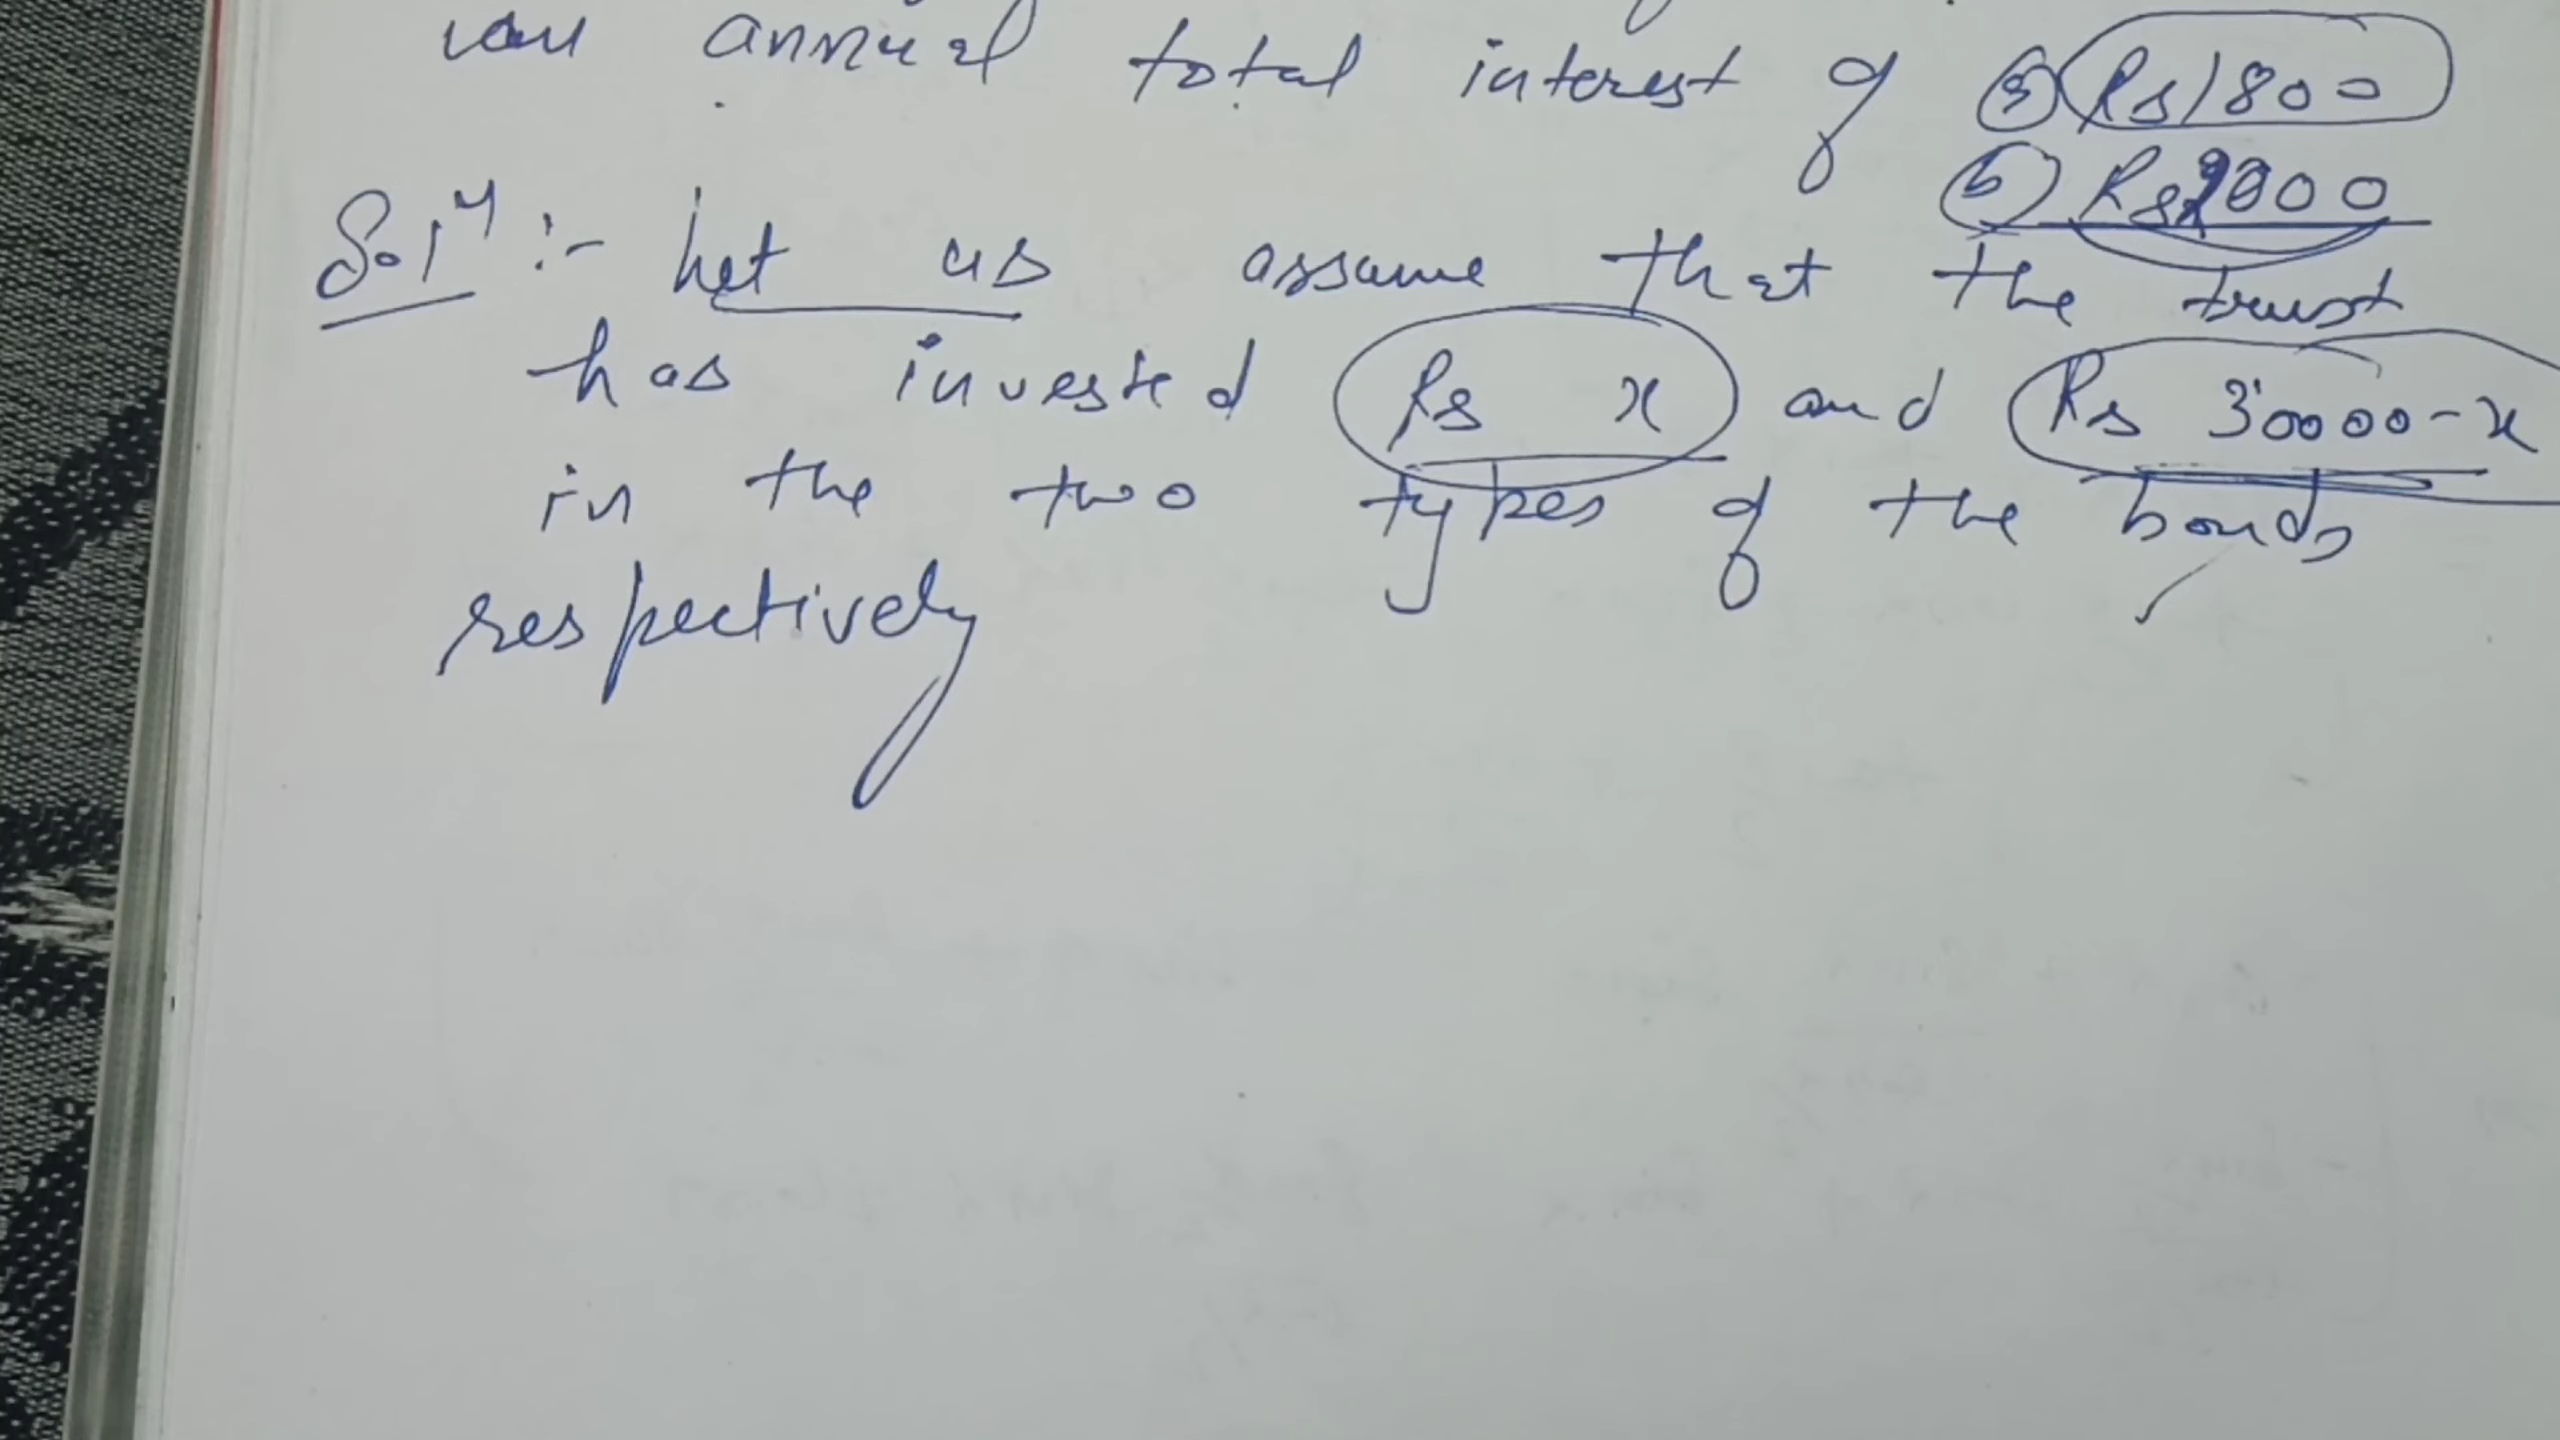 an annual total interest of (a) Rs 1800
(b) Rs 2000
Solⁿ :- Let us assume that the trust
has invested Rs x and Rs 30000-x
in the two types of the bonds
respectively